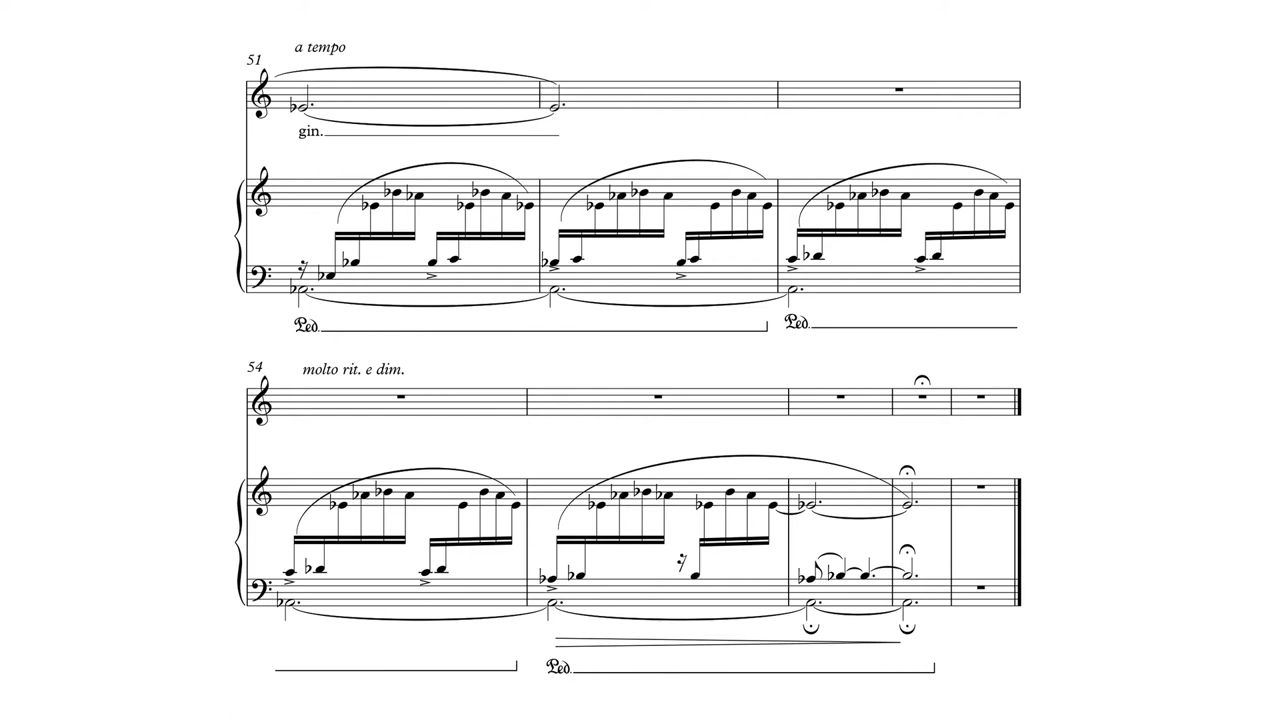 a tempo
51
gin.
Ped. Ped.
54
molto rit. e dim.
Ped.